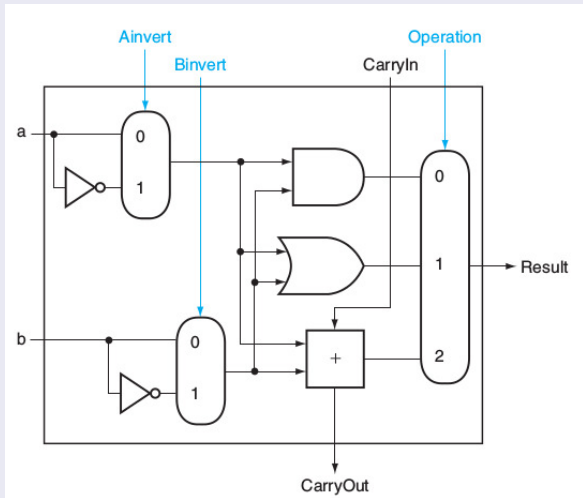 Ainvert
Operation
Binvert
CarryIn
a
0
1
0
1
Result
b
0
1
+
2
CarryOut